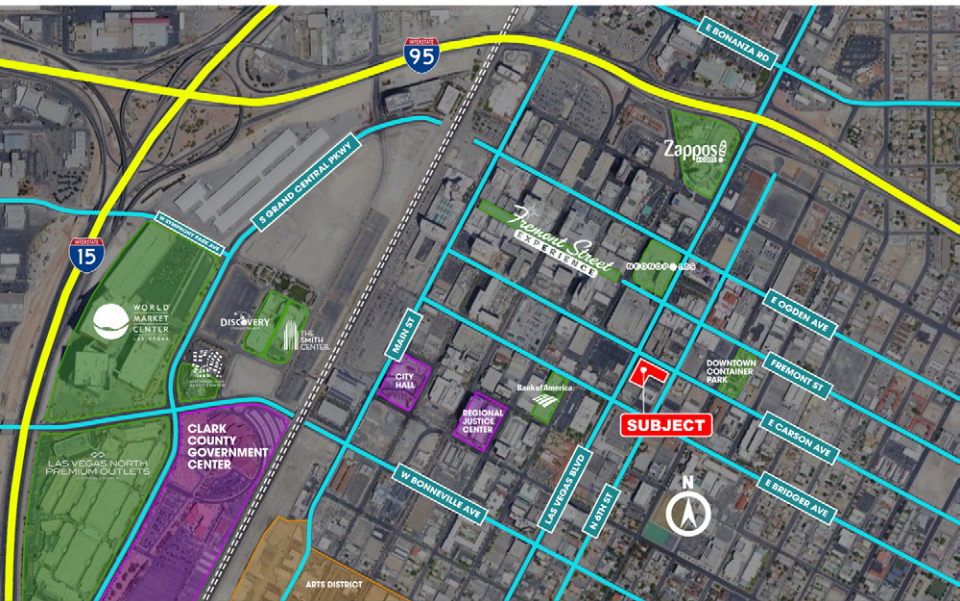 E BONANZA RD
INTERSTATE
95
Zappos
.COM
S GRAND CENTRAL PKWY
W SYMPHONY PARK AVE
Fremont Street
EXPERIENCE
INTERSTATE
15
WORLD
MARKET
CENTER
LAS VEGAS
DISCOVERY
THE
SMITH
CENTER
MAIN ST
E OGDEN AVE
CITY
HALL
Bank of America
DOWNTOWN
CONTAINER
PARK
FREMONT ST
REGIONAL
JUSTICE
CENTER
SUBJECT
CLARK
COUNTY
GOVERNMENT
CENTER
E CARSON AVE
LAS VEGAS NORTH
PREMIUM OUTLETS
W BONNEVILLE AVE
LAS VEGAS BLVD
N 6TH ST
E BRIDGER AVE
N
ARTS DISTRICT